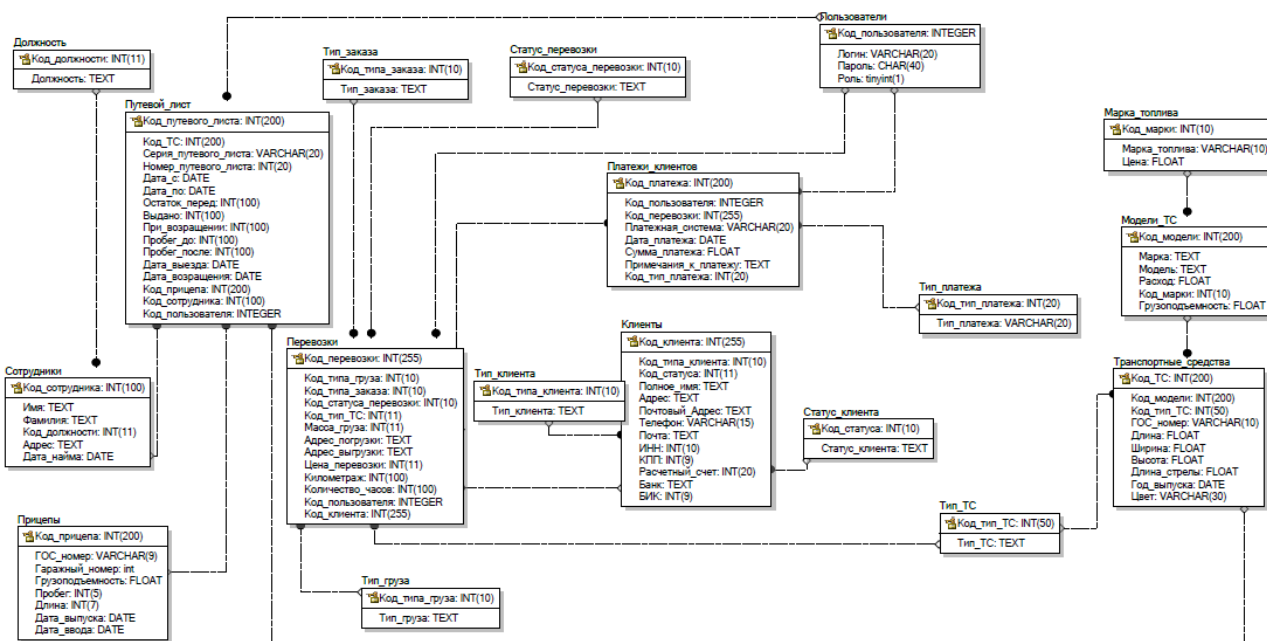 Должность
Код_должности: INT(11)
Должность: TEXT
Тип_заказа
Код_типа_заказа: INT(10)
Тип_заказа: TEXT
Статус_перевозки
Код_статуса_перевозки: INT(10)
Статус_перевозки: TEXT
Пользователи
Код_пользователя: INTEGER
Логин: VARCHAR(20)
Пароль: CHAR(40)
Роль: tinyint(1)
Путевой_лист
Код_путевого_листа: INT(200)
Код_ТС: INT(200)
Серия_путевого_листа: VARCHAR(20)
Номер_путевого_листа: INT(20)
Дата_с: DATE
Дата_по: DATE
Остаток_перед: INT(100)
Выдано: INT(100)
При_возращении: INT(100)
Пробег_до: INT(100)
Пробег_после: INT(100)
Дата_выезда: DATE
Дата_возращения: DATE
Код_прицепа: INT(200)
Код_сотрудника: INT(100)
Код_пользователя: INTEGER
Марка_топлива
Код_марки: INT(10)
Марка_топлива: VARCHAR(10)
Цена: FLOAT
Платежи_клиентов
Код_платежа: INT(200)
Код_пользователя: INTEGER
Код_перевозки: INT(255)
Платежная_система: VARCHAR(20)
Дата_платежа: DATE
Сумма_платежа: FLOAT
Примечания_к_платежу: TEXT
Код_тип_платежа: INT(20)
Модели_ТС
Код_модели: INT(200)
Марка: TEXT
Модель: TEXT
Расход: FLOAT
Код_марки: INT(10)
Грузоподъемность: FLOAT
Тип_платежа
Код_тип_платежа: INT(20)
Тип_платежа: VARCHAR(20)
Сотрудники
Код_сотрудника: INT(100)
Имя: TEXT
Фамилия: TEXT
Код_должности: INT(11)
Адрес: TEXT
Дата_найма: DATE
Перевозки
Код_перевозки: INT(255)
Код_типа_груза: INT(10)
Код_типа_заказа: INT(10)
Код_статуса_перевозки: INT(10)
Код_тип_ТС: INT(11)
Масса_груза: INT(11)
Адрес_погрузки: TEXT
Адрес_выгрузки: TEXT
Цена_перевозки: INT(11)
Километраж: INT(100)
Количество_часов: INT(100)
Код_пользователя: INTEGER
Код_клиента: INT(255)
Тип_клиента
Код_типа_клиента: INT(10)
Тип_клиента: TEXT
Клиенты
Код_клиента: INT(255)
Код_типа_клиента: INT(10)
Код_статуса: INT(11)
Полное_имя: TEXT
Адрес: TEXT
Почтовый_Адрес: TEXT
Телефон: VARCHAR(15)
Почта: TEXT
ИНН: INT(10)
КПП: INT(9)
Расчетный_счет: INT(20)
Банк: TEXT
БИК: INT(9)
Статус_клиента
Код_статуса: INT(10)
Статус_клиента: TEXT
Транспортные_средства
Код_ТС: INT(200)
Код_модели: INT(200)
Код_тип_ТС: INT(50)
ГОС_номер: VARCHAR(10)
Длина: FLOAT
Ширина: FLOAT
Высота: FLOAT
Длина_стрелы: FLOAT
Год_выпуска: DATE
Цвет: VARCHAR(30)
Тип_ТС
Код_тип_ТС: INT(50)
Тип_ТС: TEXT
Прицепы
Код_прицепа: INT(200)
ГОС_номер: VARCHAR(9)
Гаражный_номер: int
Грузоподъемность: FLOAT
Пробег: INT(5)
Длина: INT(7)
Дата_выпуска: DATE
Дата_ввода: DATE
Тип_груза
Код_типа_груза: INT(10)
Тип_груза: TEXT